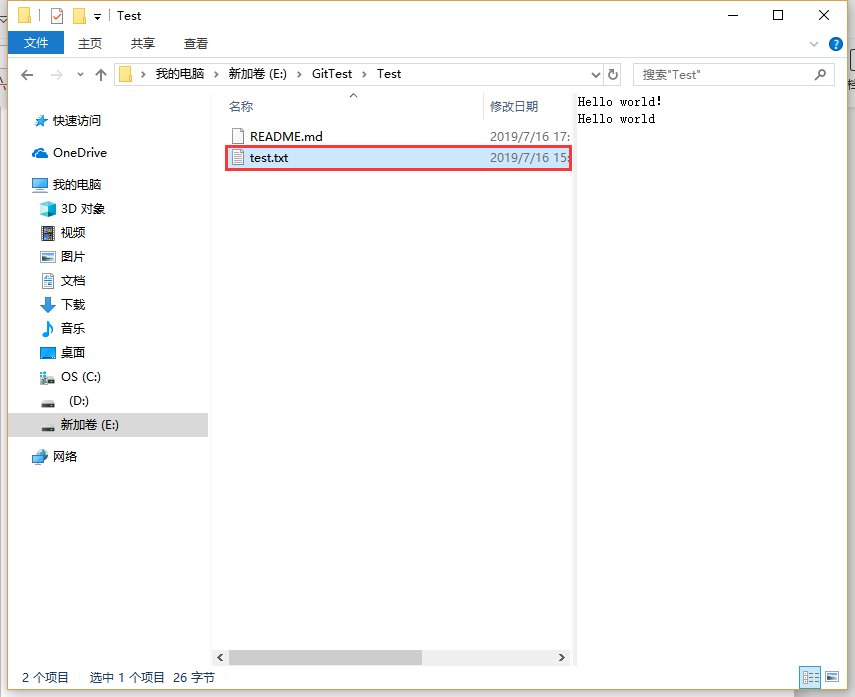 Test
文件 主页 共享 查看
我的电脑 新加卷 (E:) GitTest Test 搜索"Test"
快速访问
OneDrive
我的电脑
3D 对象
视频
图片
文档
下载
音乐
桌面
OS (C:)
(D:)
新加卷 (E:)
网络
名称 修改日期
README.md 2019/7/16 17:
test.txt 2019/7/16 15:
Hello world!
Hello world
2 个项目 选中 1 个项目 26 字节